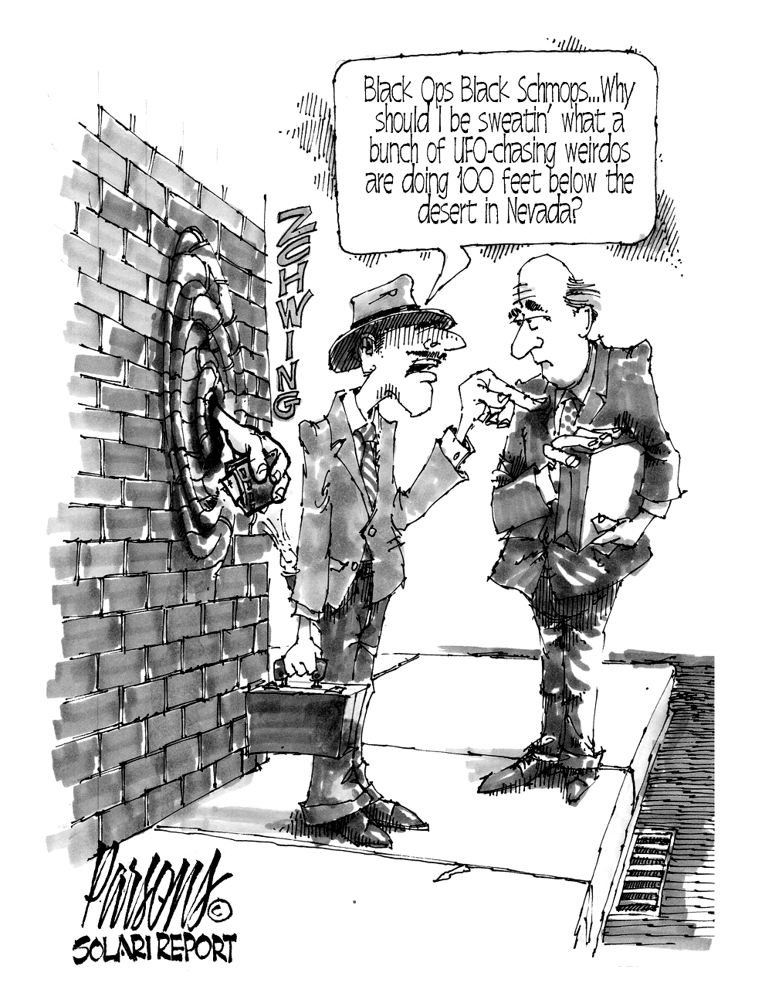 Black Ops Black Schmops...Why
should I be sweatin' what a
bunch of UFO-chasing weirdos
are doing 100 feet below the
desert in Nevada?
ZCHWING
Parsons ©
SOLARI REPORT